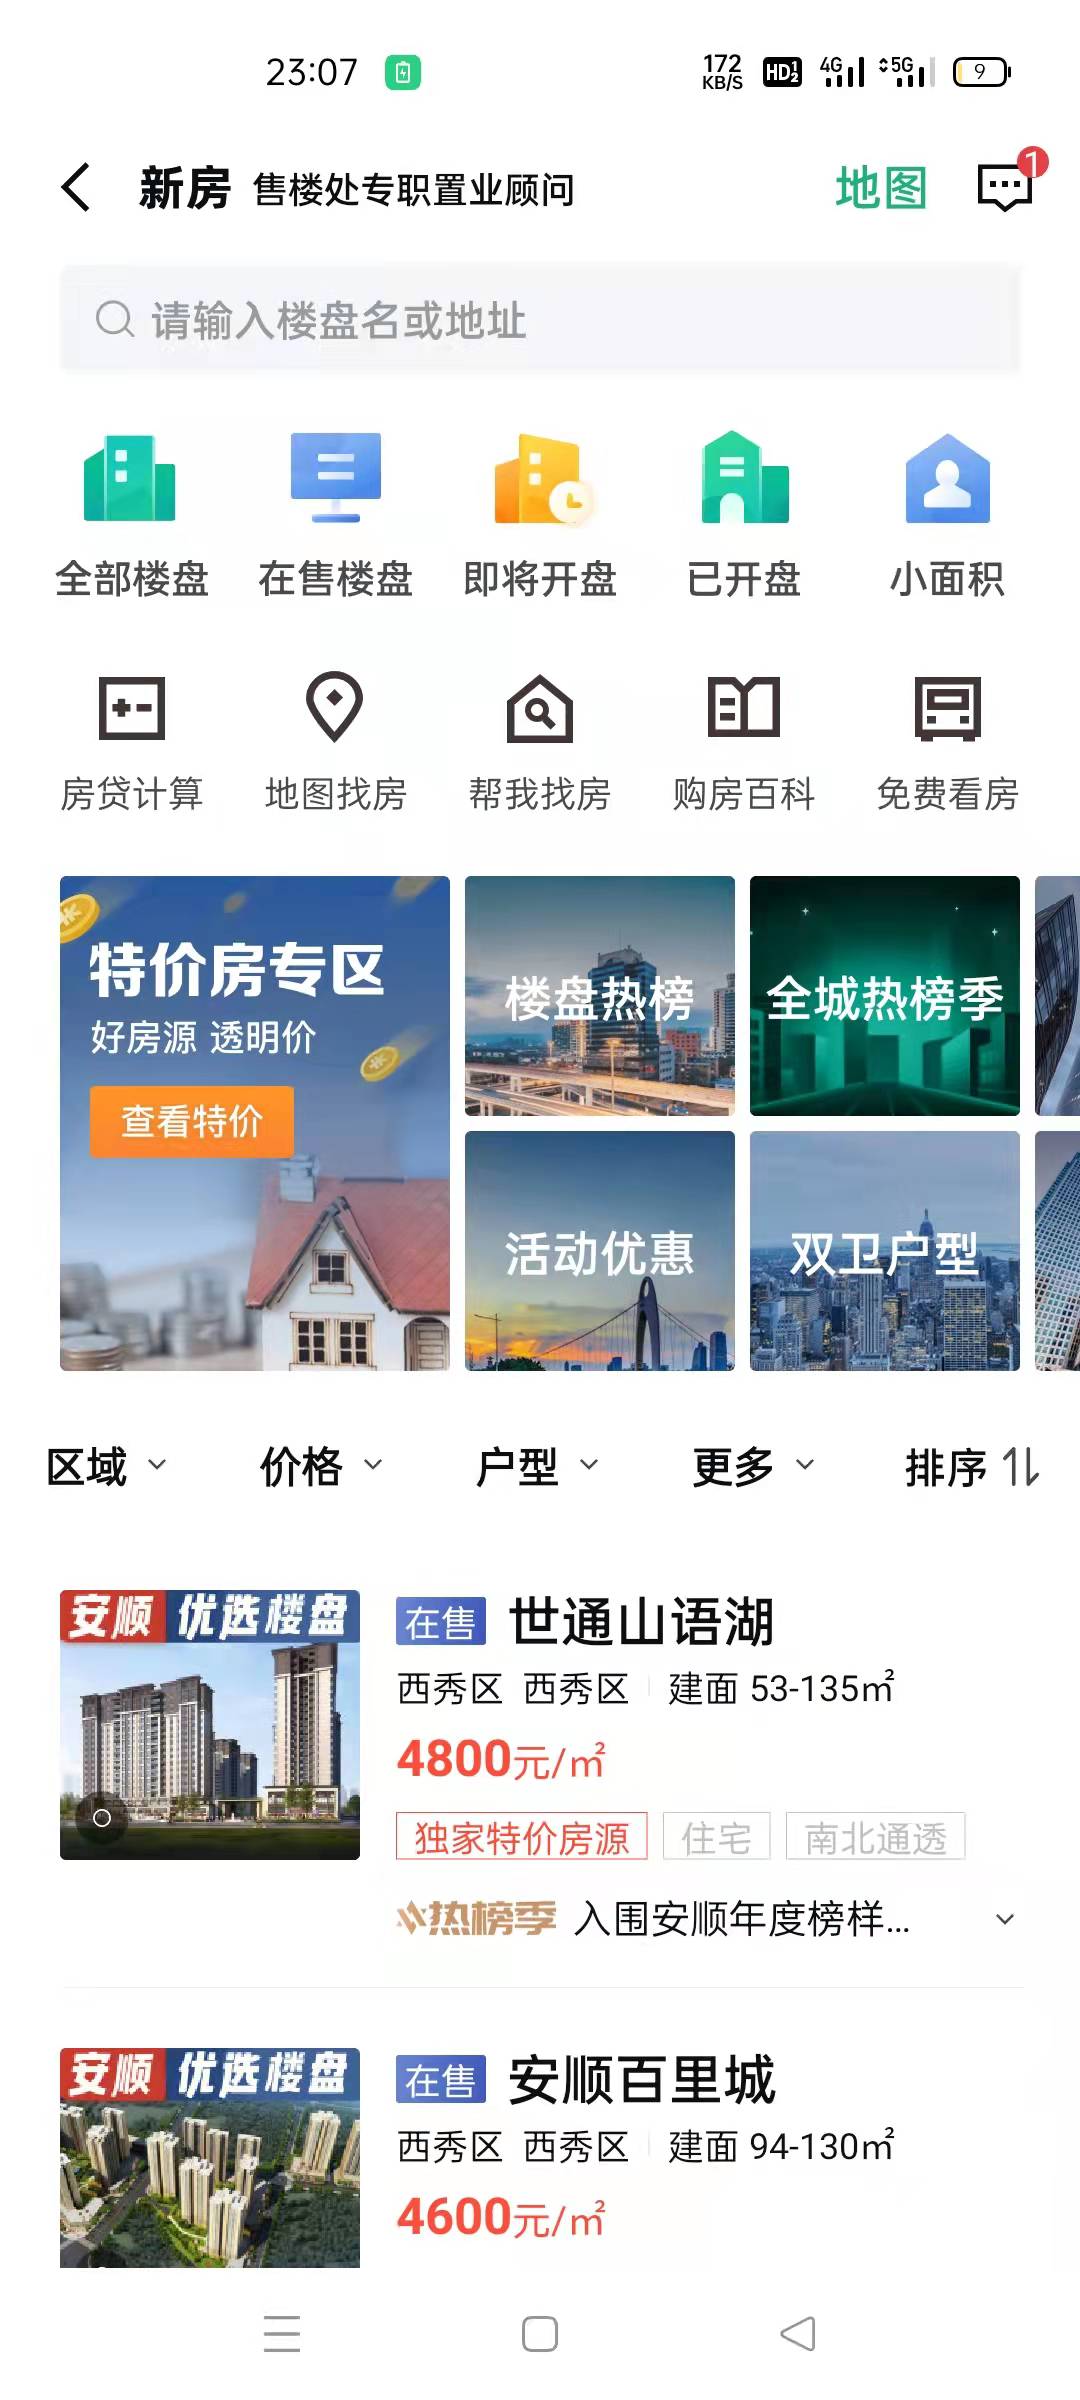 23:07
172 KB/S HD 1 2 4G 5G 9
新房 售楼处专职置业顾问 地图 1
请输入楼盘名或地址
全部楼盘 在售楼盘 即将开盘 已开盘 小面积
房贷计算 地图找房 帮我找房 购房百科 免费看房
特价房专区
好房源 透明价
查看特价
楼盘热榜
全城热榜季
活动优惠
双卫户型
区域 价格 户型 更多 排序
安顺 优选楼盘
在售 世通山语湖
西秀区 西秀区 建面 53-135㎡
4800元/㎡
独家特价房源 住宅 南北通透
热榜季 入围安顺年度榜样...
安顺 优选楼盘
在售 安顺百里城
西秀区 西秀区 建面 94-130㎡
4600元/㎡